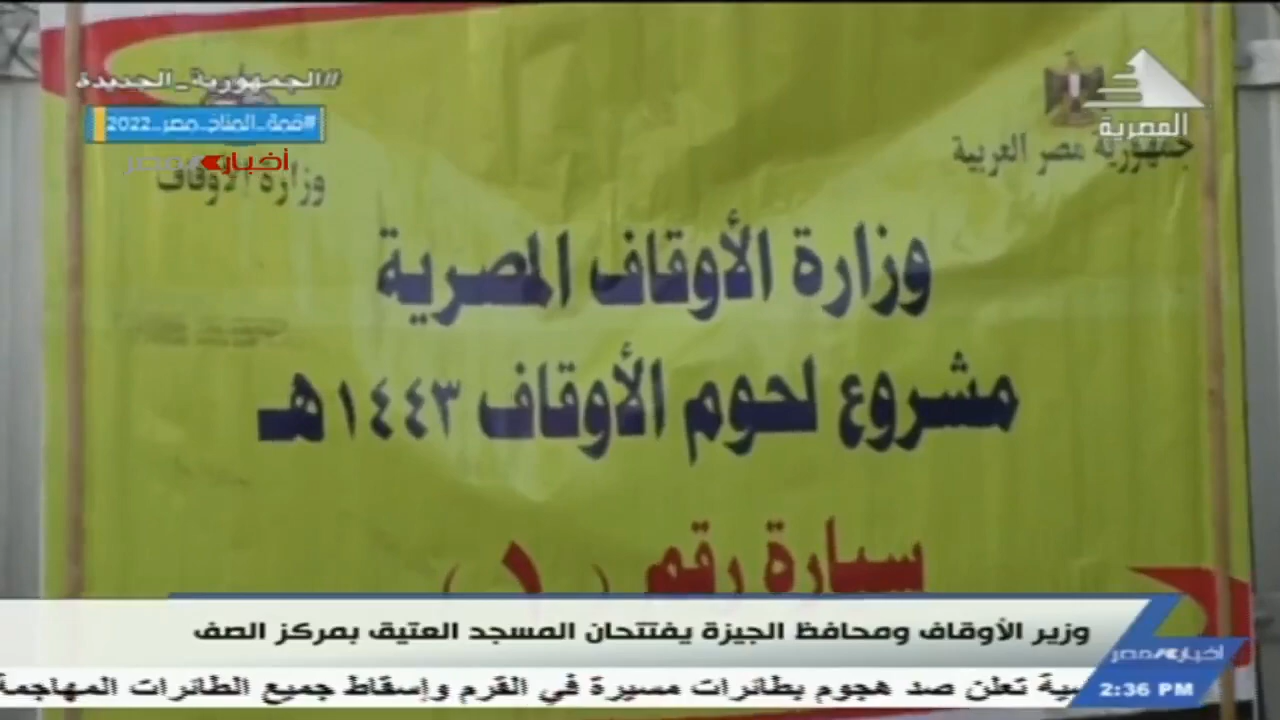 #الجمهورية_الجديدة
#قمة_المناخ_مصر_2022
أخبار مصر
المصرية
جمهورية مصر العربية
وزارة الأوقاف
وزارة الأوقاف المصرية
مشروع لحوم الأوقاف ١٤٤٣ هـ
سيارة رقم ( ١ )
وزير الأوقاف ومحافظ الجيزة يفتتحان المسجد العتيق بمركز الصف
أخبار مصر
تعلن صد هجوم بطائرات مسيرة في القرم وإسقاط جميع الطائرات المهاجمة
2:36 PM